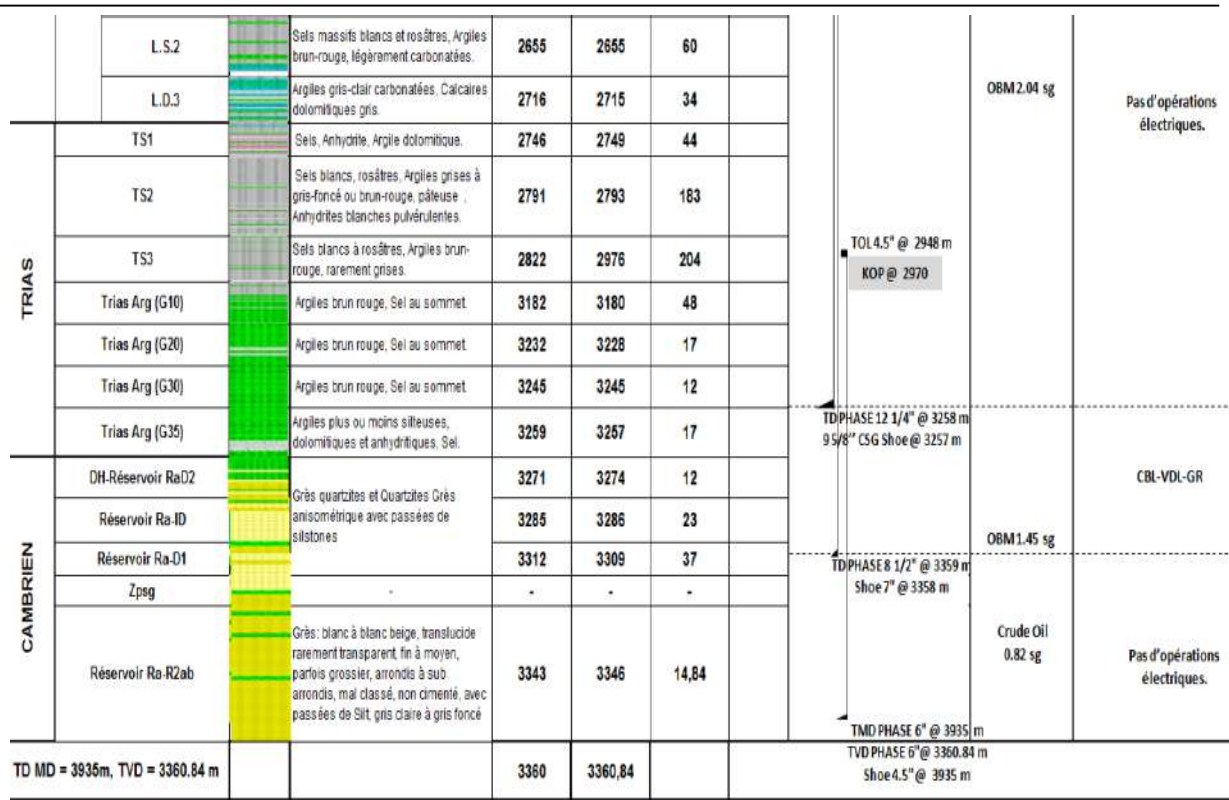 L.S.2
Sels massifs blancs et rosâtres, Argiles
brun-rouge, légèrement carbonatées.
2655 2655 60
L.D.3
Argiles gris-clair carbonatées, Calcaires
dolomitiques gris.
2716 2715 34
OBM 2.04 sg
Pas d'opérations
électriques.
TRIAS
TS1
Sels, Anhydrite, Argile dolomitique.
2746 2749 44
TS2
Sels blancs, rosâtres, Argiles grises à
gris-foncé ou brun-rouge, pâteuse ,
Anhydrites blanches pulvérulentes.
2791 2793 183
TS3
Sels blancs à rosâtres, Argiles brun-
rouge, rarement grises.
2822 2976 204
TOL 4.5" @ 2948 m
KOP @ 2970
Trias Arg (G10)
Argiles brun rouge, Sel au sommet.
3182 3180 48
Trias Arg (G20)
Argiles brun rouge, Sel au sommet.
3232 3228 17
Trias Arg (G30)
Argiles brun rouge, Sel au sommet.
3245 3245 12
Trias Arg (G35)
Argiles plus ou moins silteuses,
dolomitiques et anhydritiques, Sel.
3259 3257 17
TD PHASE 12 1/4" @ 3258 m
9 5/8'' CSG Shoe @ 3257 m
CAMBRIEN
DH-Réservoir RaD2
3271 3274 12
Grès quartzites et Quartzites Grès
anisométrique avec passées de
silstones
CBL-VDL-GR
Réservoir Ra-ID
3285 3286 23
OBM 1.45 sg
Réservoir Ra-D1
3312 3309 37
TD PHASE 8 1/2" @ 3359 m
Shoe 7" @ 3358 m
Zpsg
- - - -
Réservoir Ra-R2ab
Grès: blanc à blanc beige, translucide
rarement transparent, fin à moyen,
parfois grossier, arrondis à sub
arrondis, mal classé, non cimenté, avec
passées de Silt, gris claire à gris foncé
3343 3346 14,84
Crude Oil
0.82 sg
Pas d'opérations
électriques.
TMD PHASE 6" @ 3935 m
TVD PHASE 6"@ 3360.84 m
Shoe 4.5" @ 3935 m
TD MD = 3935m, TVD = 3360.84 m
3360 3360,84